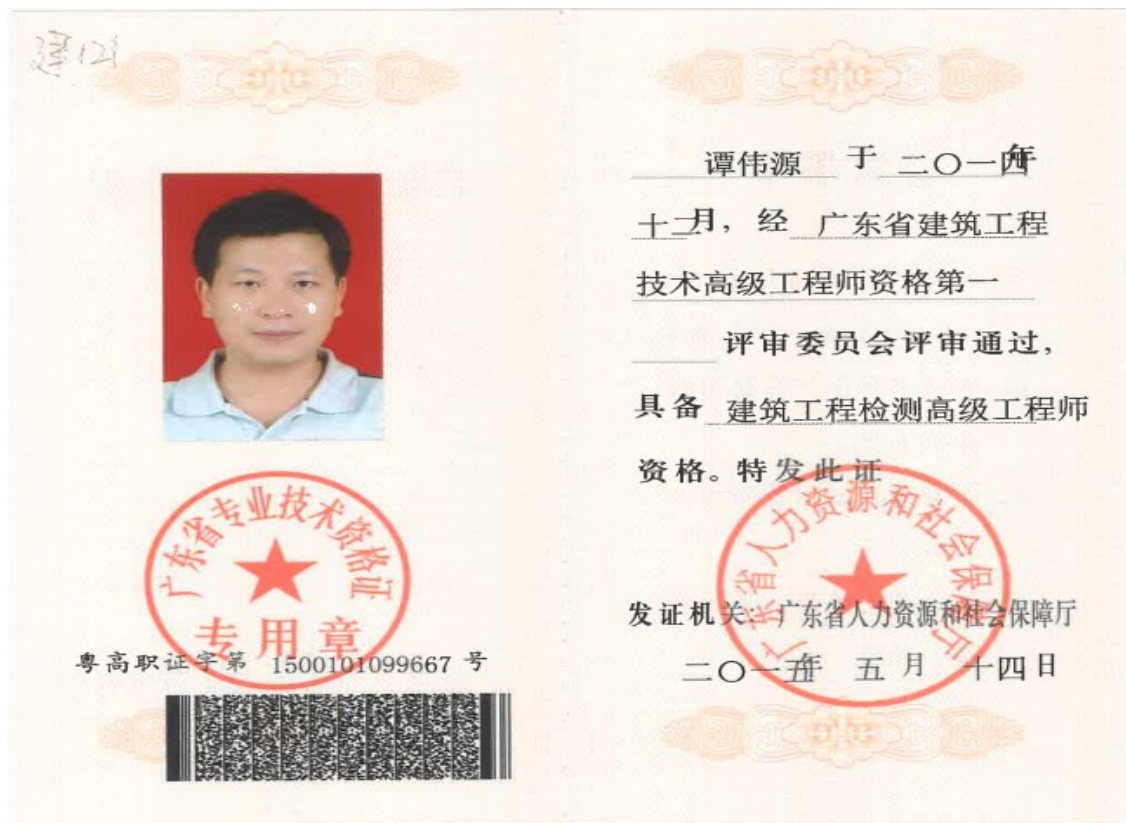 建121
广东省专业技术资格证
专用章
粤高职证字第 1500101099667 号
谭伟源 于 二〇一四年
十二月，经 广东省建筑工程
技术高级工程师资格第一
评审委员会评审通过，
具备 建筑工程检测高级工程师
资格。特发此证
广东省人力资源和社会保障厅
发证机关：广东省人力资源和社会保障厅
二〇一五年 五月 十四日